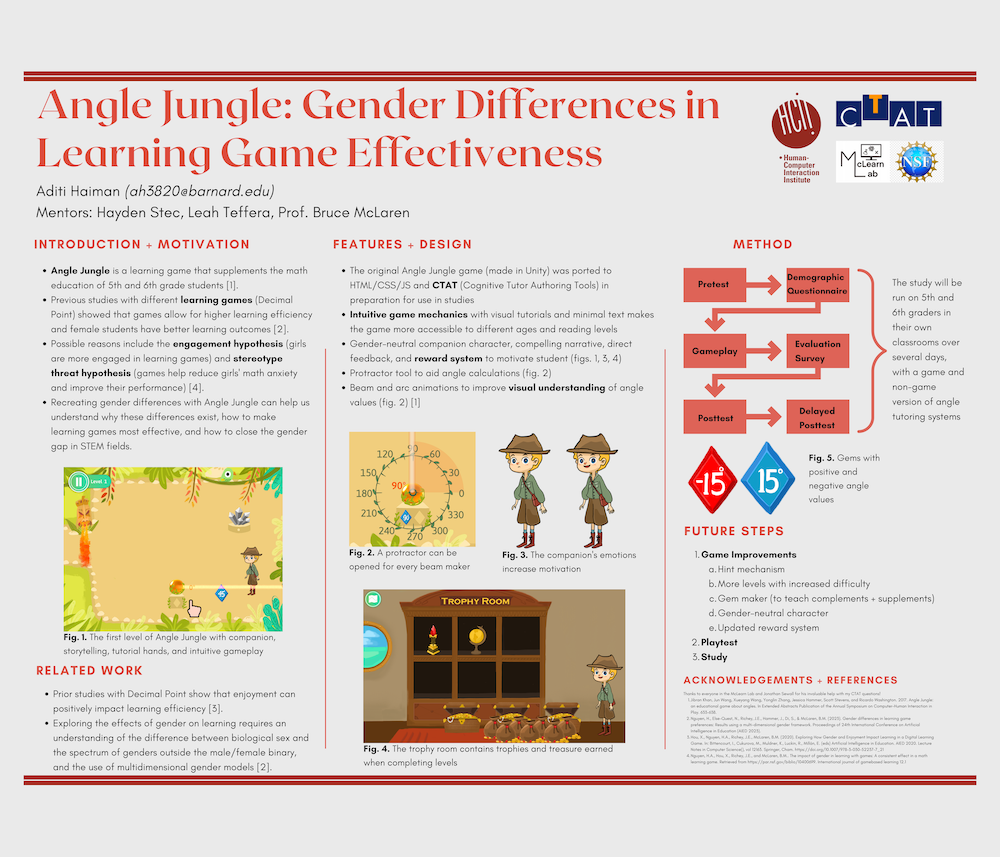 Angle Jungle: Gender Differences in
Learning Game Effectiveness
Aditi Haiman (ah3820@barnard.edu)
Mentors: Hayden Stec, Leah Teffera, Prof. Bruce McLaren
HCII
• Human-
Computer
Interaction
Institute
CTAT
McLearn
Lab
NSF
INTRODUCTION + MOTIVATION
• Angle Jungle is a learning game that supplements the math
education of 5th and 6th grade students [1].
• Previous studies with different learning games (Decimal
Point) showed that games allow for higher learning efficiency
and female students have better learning outcomes [2].
• Possible reasons include the engagement hypothesis (girls
are more engaged in learning games) and stereotype
threat hypothesis (games help reduce girls' math anxiety
and improve their performance) [4].
• Recreating gender differences with Angle Jungle can help us
understand why these differences exist, how to make
learning games most effective, and how to close the gender
gap in STEM fields.
Level 1
15°
Fig. 1. The first level of Angle Jungle with companion,
storytelling, tutorial hands, and intuitive gameplay
RELATED WORK
• Prior studies with Decimal Point show that enjoyment can
positively impact learning efficiency [3].
• Exploring the effects of gender on learning requires an
understanding of the difference between biological sex and
the spectrum of genders outside the male/female binary,
and the use of multidimensional gender models [2].
FEATURES + DESIGN
• The original Angle Jungle game (made in Unity) was ported to
HTML/CSS/JS and CTAT (Cognitive Tutor Authoring Tools) in
preparation for use in studies
• Intuitive game mechanics with visual tutorials and minimal text makes
the game more accessible to different ages and reading levels
• Gender-neutral companion character, compelling narrative, direct
feedback, and reward system to motivate student (figs. 1, 3, 4)
• Protractor tool to aid angle calculations (fig. 2)
• Beam and arc animations to improve visual understanding of angle
values (fig. 2) [1]
120 90 60
150 30
90°
180 0
210 330
240 270 300
Fig. 2. A protractor can be
opened for every beam maker
Fig. 3. The companion's emotions
increase motivation
TROPHY ROOM
Fig. 4. The trophy room contains trophies and treasure earned
when completing levels
METHOD
Pretest
Demographic
Questionnaire
Gameplay
Evaluation
Survey
Posttest
Delayed
Posttest
The study will be
run on 5th and
6th graders in
their own
classrooms over
several days,
with a game and
non-game
version of angle
tutoring systems
-15°
15°
Fig. 5. Gems with
positive and
negative angle
values
FUTURE STEPS
1. Game Improvements
a. Hint mechanism
b. More levels with increased difficulty
c. Gem maker (to teach complements + supplements)
d. Gender-neutral character
e. Updated reward system
2. Playtest
3. Study
ACKNOWLEDGEMENTS + REFERENCES
Thanks to everyone in the McLearn Lab and Jonathan Sewall for his invaluable help with my CTAT questions!